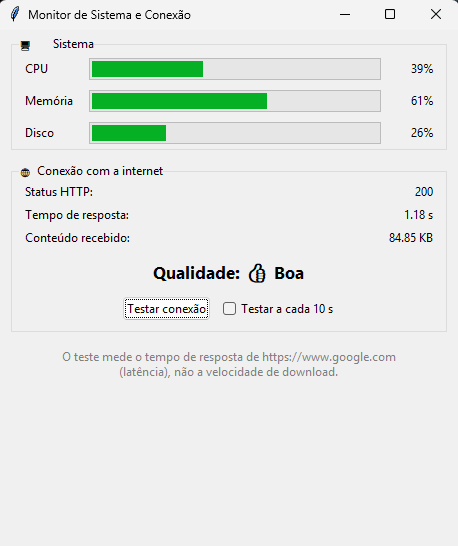 Monitor de Sistema e Conexão
Sistema
CPU 39%
Memória 61%
Disco 26%
Conexão com a internet
Status HTTP: 200
Tempo de resposta: 1.18 s
Conteúdo recebido: 84.85 KB
Qualidade: 👍 Boa
Testar conexão Testar a cada 10 s
O teste mede o tempo de resposta de https://www.google.com
(latência), não a velocidade de download.